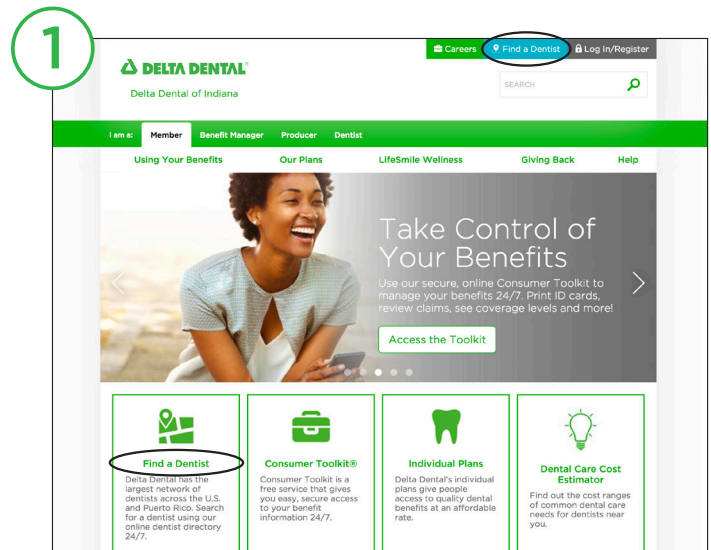 1
Careers
Find a Dentist
Log In/Register
DELTA DENTAL®
Delta Dental of Indiana
SEARCH
I am a:
Member
Benefit Manager
Producer
Dentist
Using Your Benefits
Our Plans
LifeSmile Wellness
Giving Back
Help
Take Control of
Your Benefits
Use our secure, online Consumer Toolkit to
manage your benefits 24/7. Print ID cards,
review claims, see coverage levels and more!
Access the Toolkit
Find a Dentist
Delta Dental has the
largest network of
dentists across the U.S.
and Puerto Rico. Search
for a dentist using our
online dentist directory
24/7.
Consumer Toolkit®
Consumer Toolkit is a
free service that gives
you easy, secure access
to your benefit
information 24/7.
Individual Plans
Delta Dental's individual
plans give people
access to quality dental
benefits at an affordable
rate.
Dental Care Cost
Estimator
Find out the cost ranges
of common dental care
needs for dentists near
you.